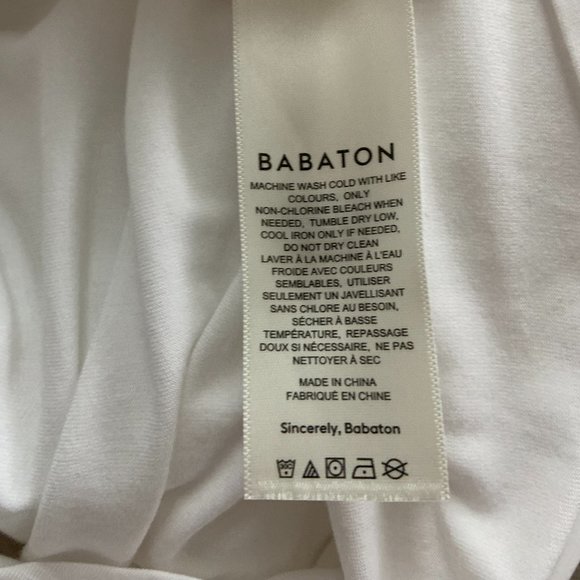 BABATON
MACHINE WASH COLD WITH LIKE
COLOURS, ONLY
NON-CHLORINE BLEACH WHEN
NEEDED, TUMBLE DRY LOW,
COOL IRON ONLY IF NEEDED,
DO NOT DRY CLEAN
LAVER À LA MACHINE À L'EAU
FROIDE AVEC COULEURS
SEMBLABLES, UTILISER
SEULEMENT UN JAVELLISANT
SANS CHLORE AU BESOIN,
SÉCHER À BASSE
TEMPÉRATURE, REPASSAGE
DOUX SI NÉCESSAIRE, NE PAS
NETTOYER À SEC
MADE IN CHINA
FABRIQUÉ EN CHINE
Sincerely, Babaton